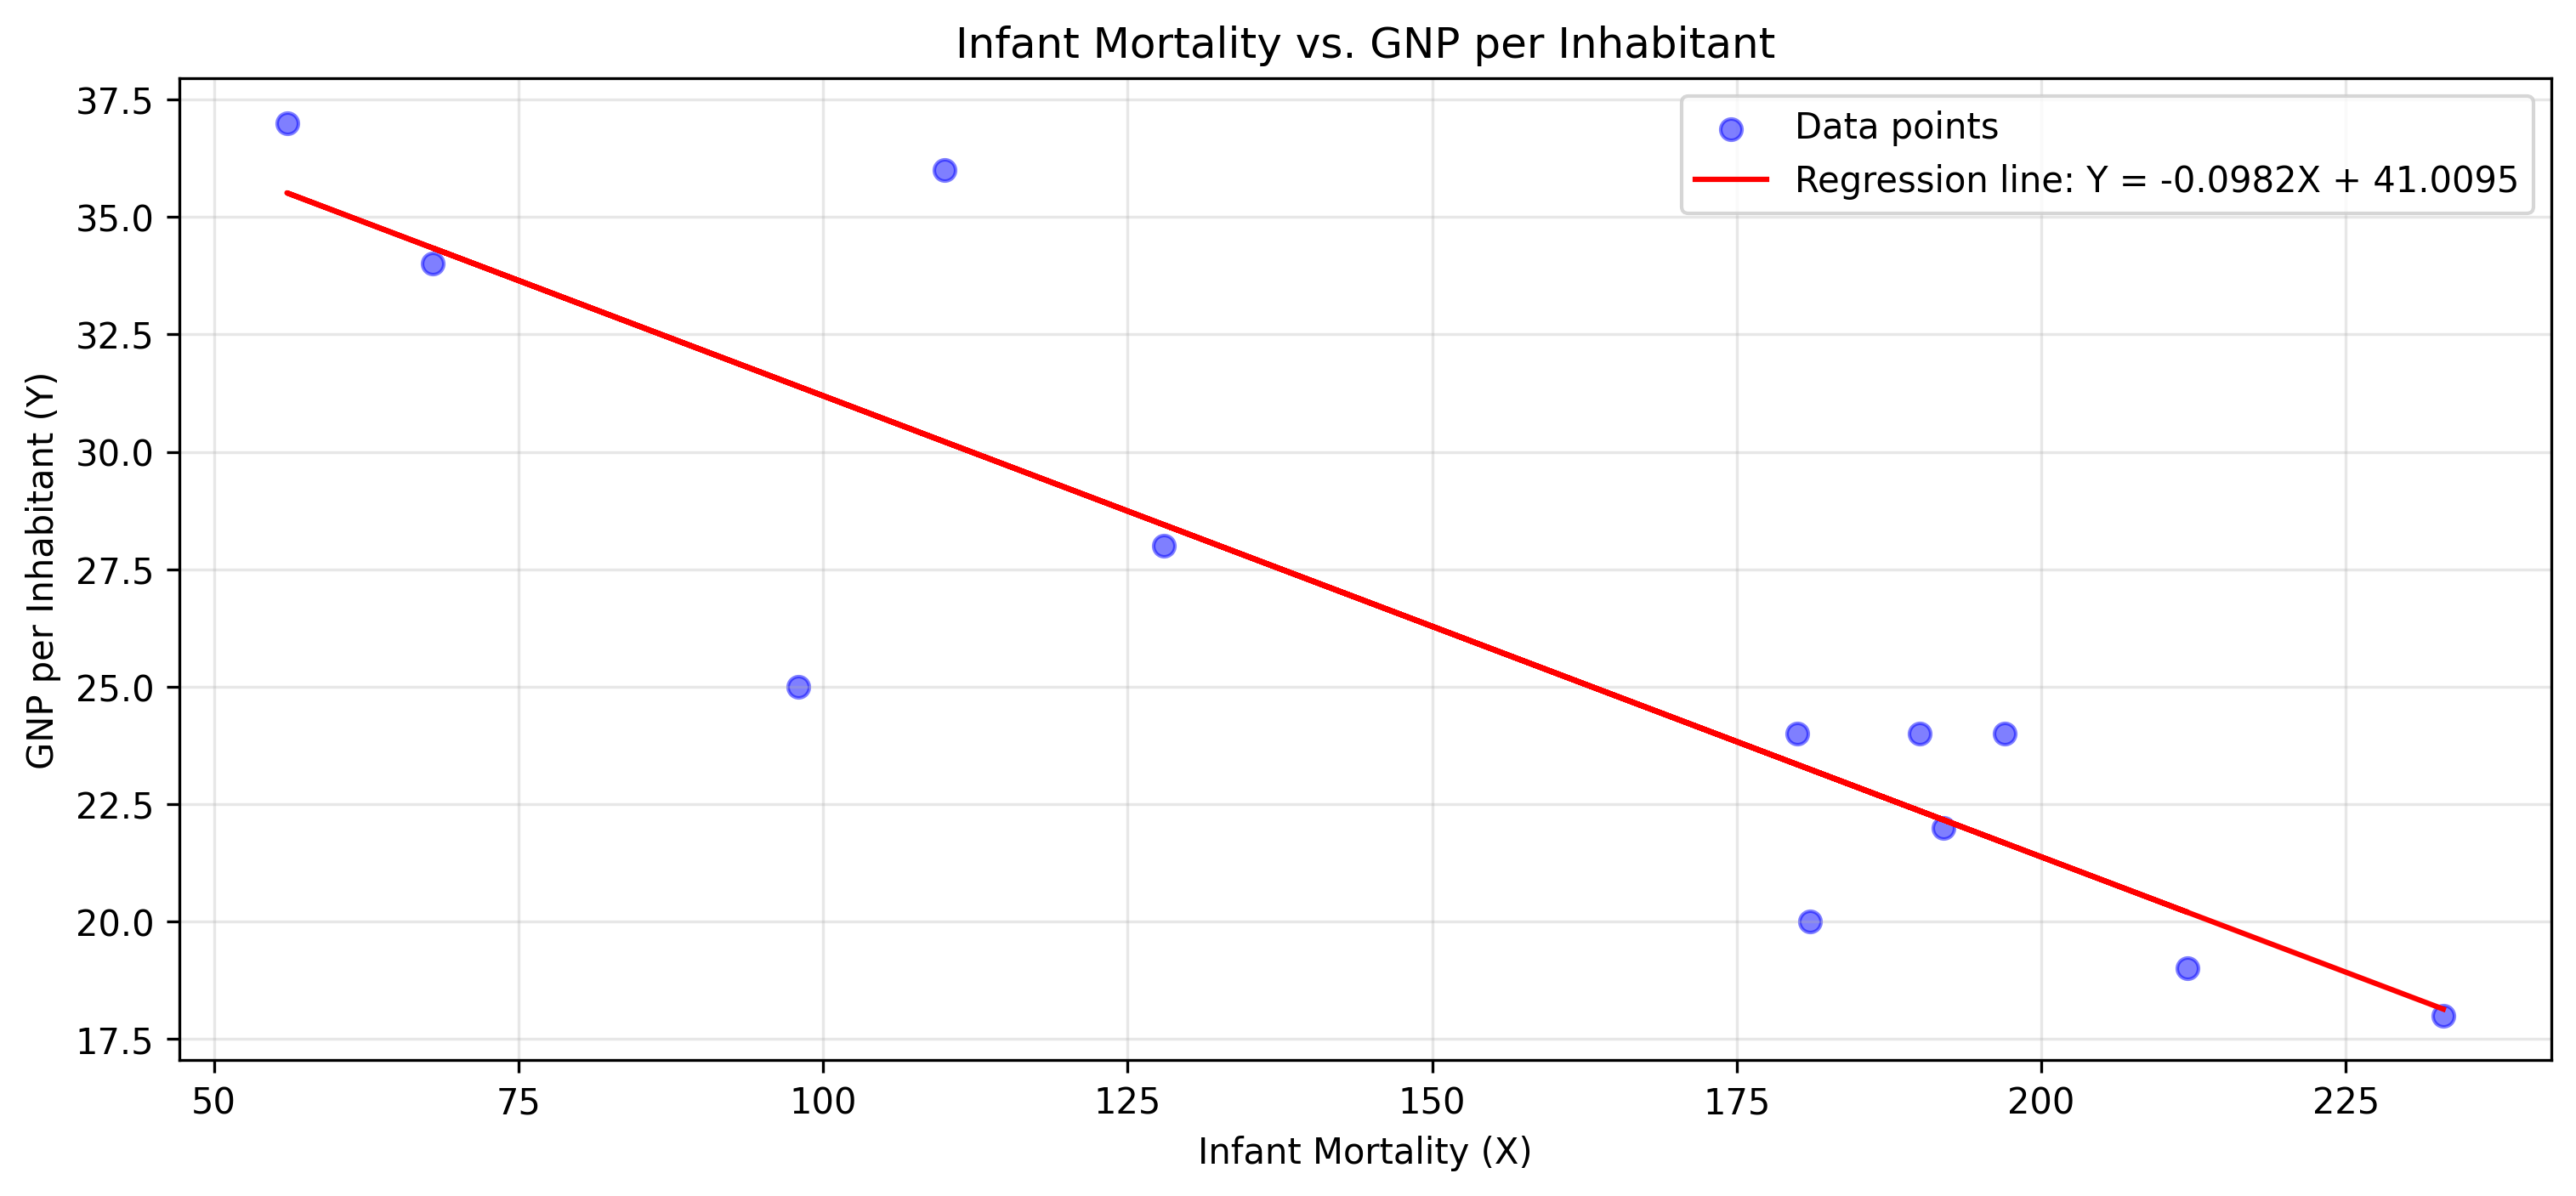 Infant Mortality vs. GNP per Inhabitant
Data points
Regression line: Y = -0.0982X + 41.0095
GNP per Inhabitant (Y)
37.5
35.0
32.5
30.0
27.5
25.0
22.5
20.0
17.5
50 75 100 125 150 175 200 225
Infant Mortality (X)